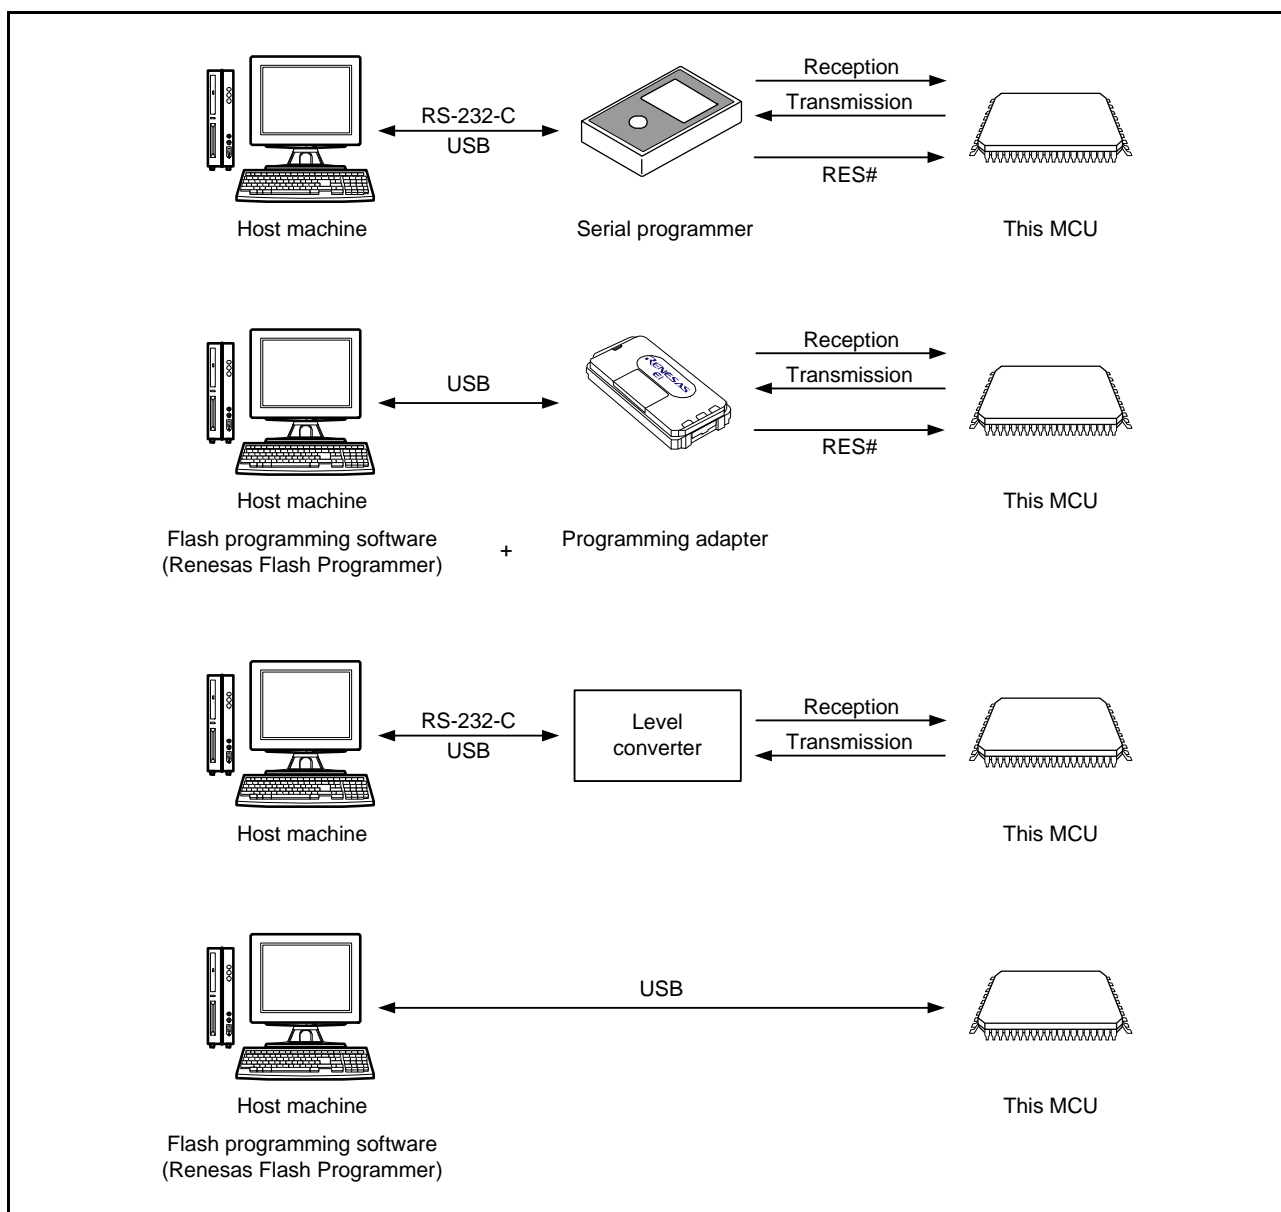 Reception
RS-232-C
Transmission
USB
RES#
Host machine
Serial programmer
This MCU
Reception
USB
RENESAS
E1
Transmission
RES#
Host machine
This MCU
Flash programming software
(Renesas Flash Programmer)
+
Programming adapter
RS-232-C
USB
Level
converter
Reception
Transmission
Host machine
This MCU
USB
Host machine
This MCU
Flash programming software
(Renesas Flash Programmer)